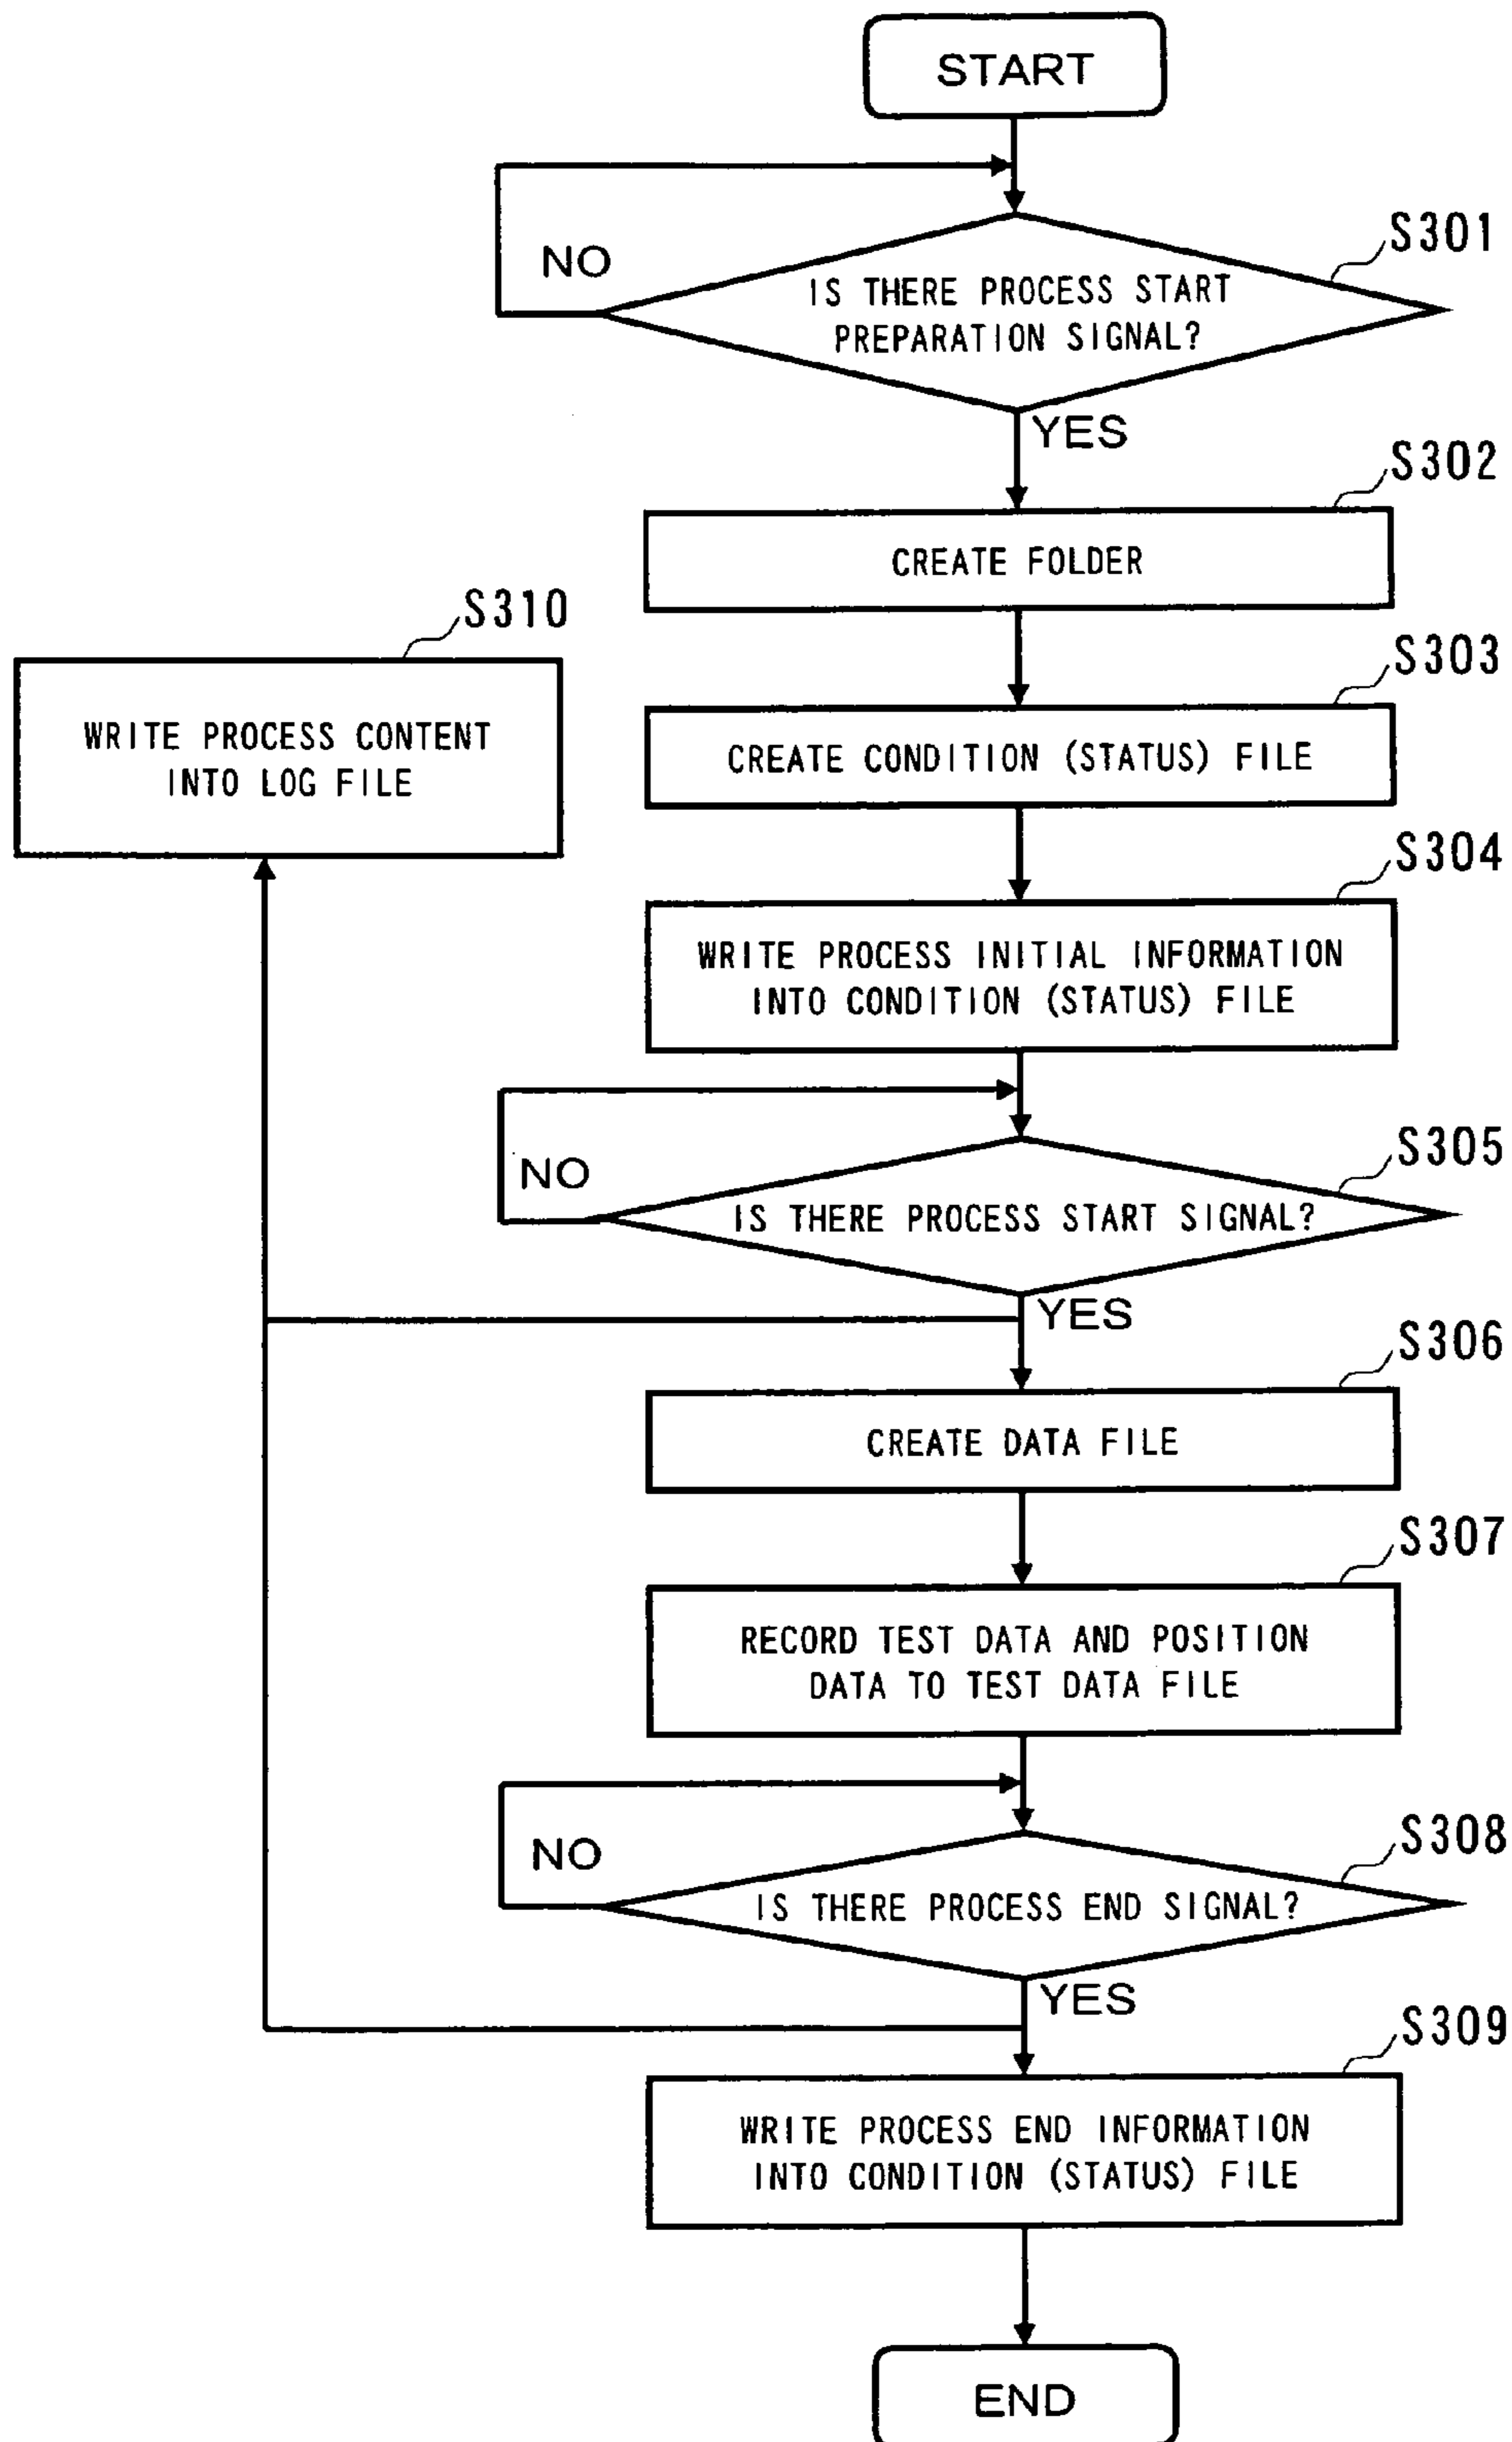 START
NO
S301
IS THERE PROCESS START
PREPARATION SIGNAL?
YES
S302
CREATE FOLDER
S310
WRITE PROCESS CONTENT
INTO LOG FILE
S303
CREATE CONDITION (STATUS) FILE
S304
WRITE PROCESS INITIAL INFORMATION
INTO CONDITION (STATUS) FILE
NO
S305
IS THERE PROCESS START SIGNAL?
YES
S306
CREATE DATA FILE
S307
RECORD TEST DATA AND POSITION
DATA TO TEST DATA FILE
NO
S308
IS THERE PROCESS END SIGNAL?
YES
S309
WRITE PROCESS END INFORMATION
INTO CONDITION (STATUS) FILE
END